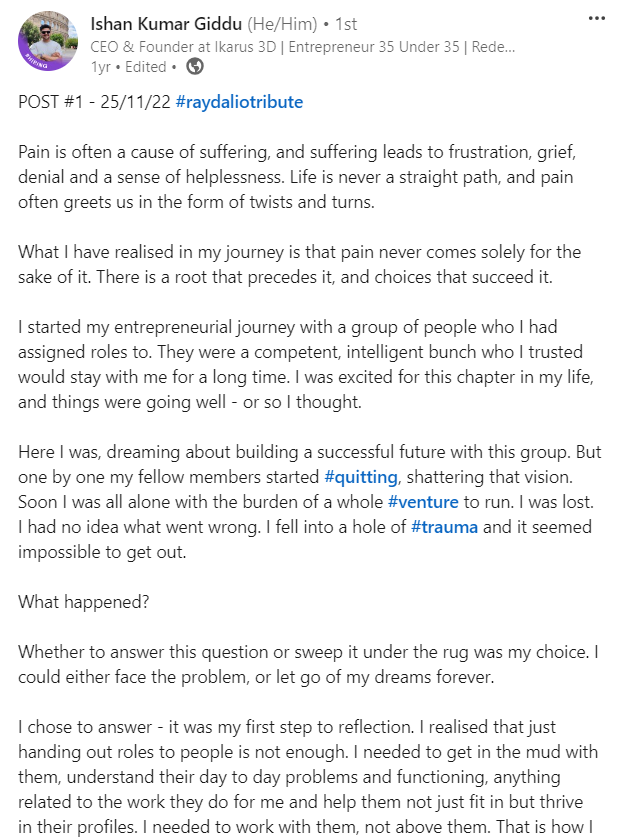 Ishan Kumar Giddu (He/Him) • 1st
CEO & Founder at Ikarus 3D | Entrepreneur 35 Under 35 | Rede...
1yr • Edited •
POST #1 - 25/11/22 #raydaliotribute
Pain is often a cause of suffering, and suffering leads to frustration, grief,
denial and a sense of helplessness. Life is never a straight path, and pain
often greets us in the form of twists and turns.
What I have realised in my journey is that pain never comes solely for the
sake of it. There is a root that precedes it, and choices that succeed it.
I started my entrepreneurial journey with a group of people who I had
assigned roles to. They were a competent, intelligent bunch who I trusted
would stay with me for a long time. I was excited for this chapter in my life,
and things were going well - or so I thought.
Here I was, dreaming about building a successful future with this group. But
one by one my fellow members started #quitting, shattering that vision.
Soon I was all alone with the burden of a whole #venture to run. I was lost.
I had no idea what went wrong. I fell into a hole of #trauma and it seemed
impossible to get out.
What happened?
Whether to answer this question or sweep it under the rug was my choice. I
could either face the problem, or let go of my dreams forever.
I chose to answer - it was my first step to reflection. I realised that just
handing out roles to people is not enough. I needed to get in the mud with
them, understand their day to day problems and functioning, anything
related to the work they do for me and help them not just fit in but thrive
in their profiles. I needed to work with them, not above them. That is how I